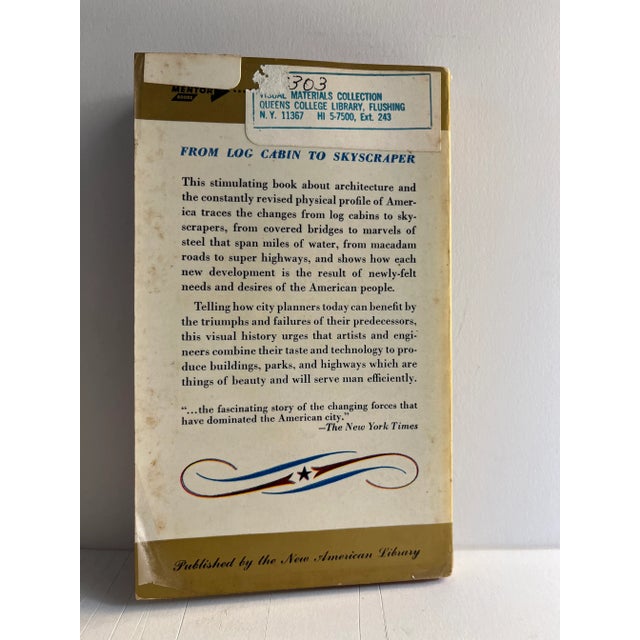 303
MENTOR
BOOKS
VISUAL MATERIALS COLLECTION
QUEENS COLLEGE LIBRARY, FLUSHING
N. Y. 11367 HI 5-7500, Ext. 243
FROM LOG CABIN TO SKYSCRAPER
This stimulating book about architecture and
the constantly revised physical profile of Amer-
ica traces the changes from log cabins to sky-
scrapers, from covered bridges to marvels of
steel that span miles of water, from macadam
roads to super highways, and shows how each
new development is the result of newly-felt
needs and desires of the American people.
Telling how city planners today can benefit by
the triumphs and failures of their predecessors,
this visual history urges that artists and engi-
neers combine their taste and technology to pro-
duce buildings, parks, and highways which are
things of beauty and will serve man efficiently.
“...the fascinating story of the changing forces that
have dominated the American city.”
—The New York Times
Published by the New American Library